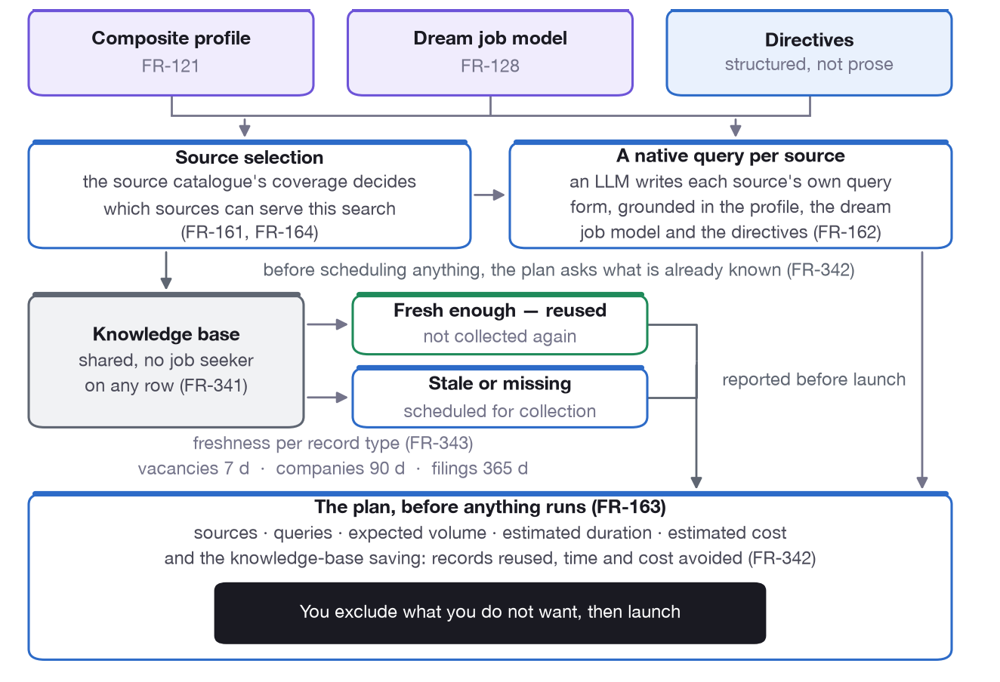 Composite profile
FR-121
Dream job model
FR-128
Directives
structured, not prose
Source selection
the source catalogue's coverage decides
which sources can serve this search
(FR-161, FR-164)
A native query per source
an LLM writes each source's own query
form, grounded in the profile, the dream
job model and the directives (FR-162)
before scheduling anything, the plan asks what is already known (FR-342)
Knowledge base
shared, no job seeker
on any row (FR-341)
Fresh enough — reused
not collected again
Stale or missing
scheduled for collection
reported before launch
freshness per record type (FR-343)
vacancies 7 d · companies 90 d · filings 365 d
The plan, before anything runs (FR-163)
sources · queries · expected volume · estimated duration · estimated cost
and the knowledge-base saving: records reused, time and cost avoided (FR-342)
You exclude what you do not want, then launch